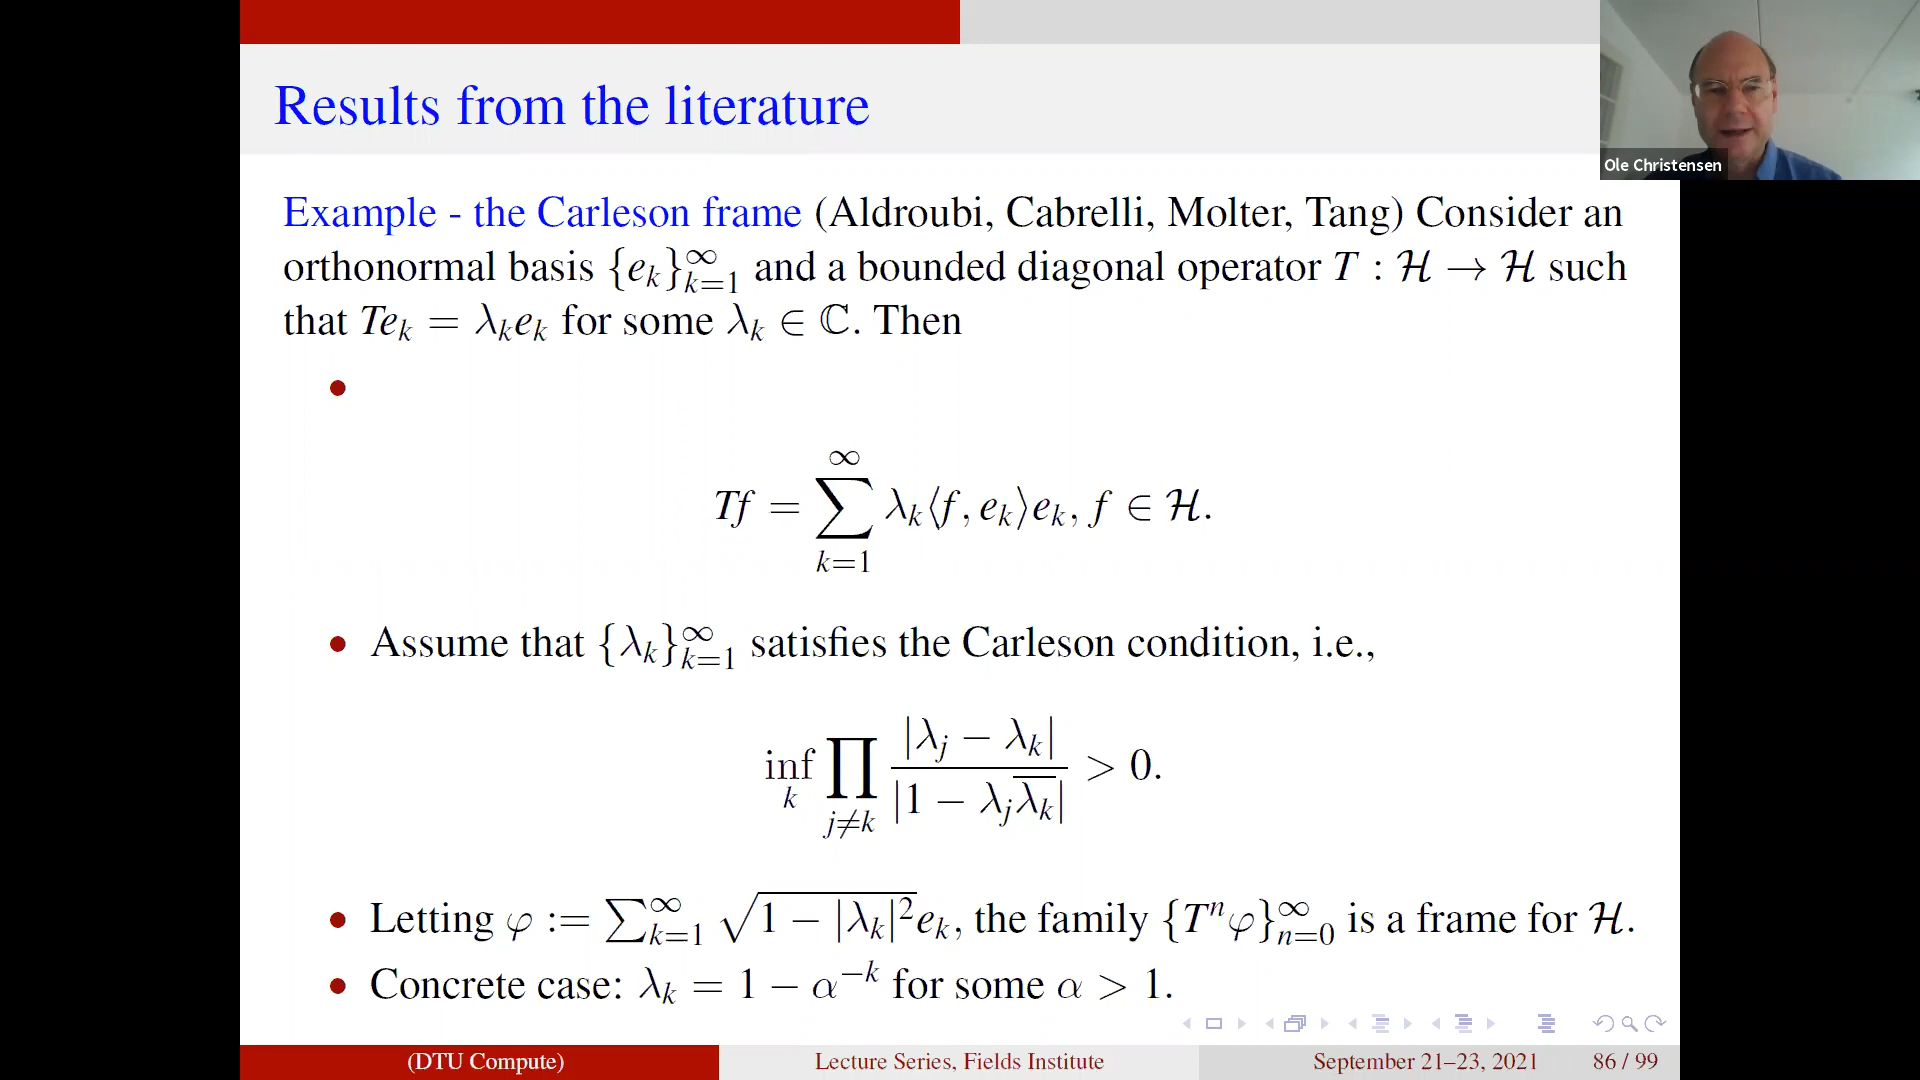 Results from the literature
Ole Christensen
Example - the Carleson frame (Aldroubi, Cabrelli, Molter, Tang) Consider an
orthonormal basis {e_k}_{k=1}^∞ and a bounded diagonal operator T : ℋ → ℋ such
that Te_k = λ_k e_k for some λ_k ∈ ℂ. Then
•
Tf = ∑_{k=1}^∞ λ_k⟨f, e_k⟩e_k, f ∈ ℋ.
• Assume that {λ_k}_{k=1}^∞ satisfies the Carleson condition, i.e.,
inf_k ∏_{j≠k} |λ_j − λ_k| / |1 − λ_j \overline{λ_k}| > 0.
• Letting φ := ∑_{k=1}^∞ √(1 − |λ_k|²) e_k, the family {T^n φ}_{n=0}^∞ is a frame for ℋ.
• Concrete case: λ_k = 1 − α^{−k} for some α > 1.
(DTU Compute) Lecture Series, Fields Institute September 21–23, 2021 86 / 99